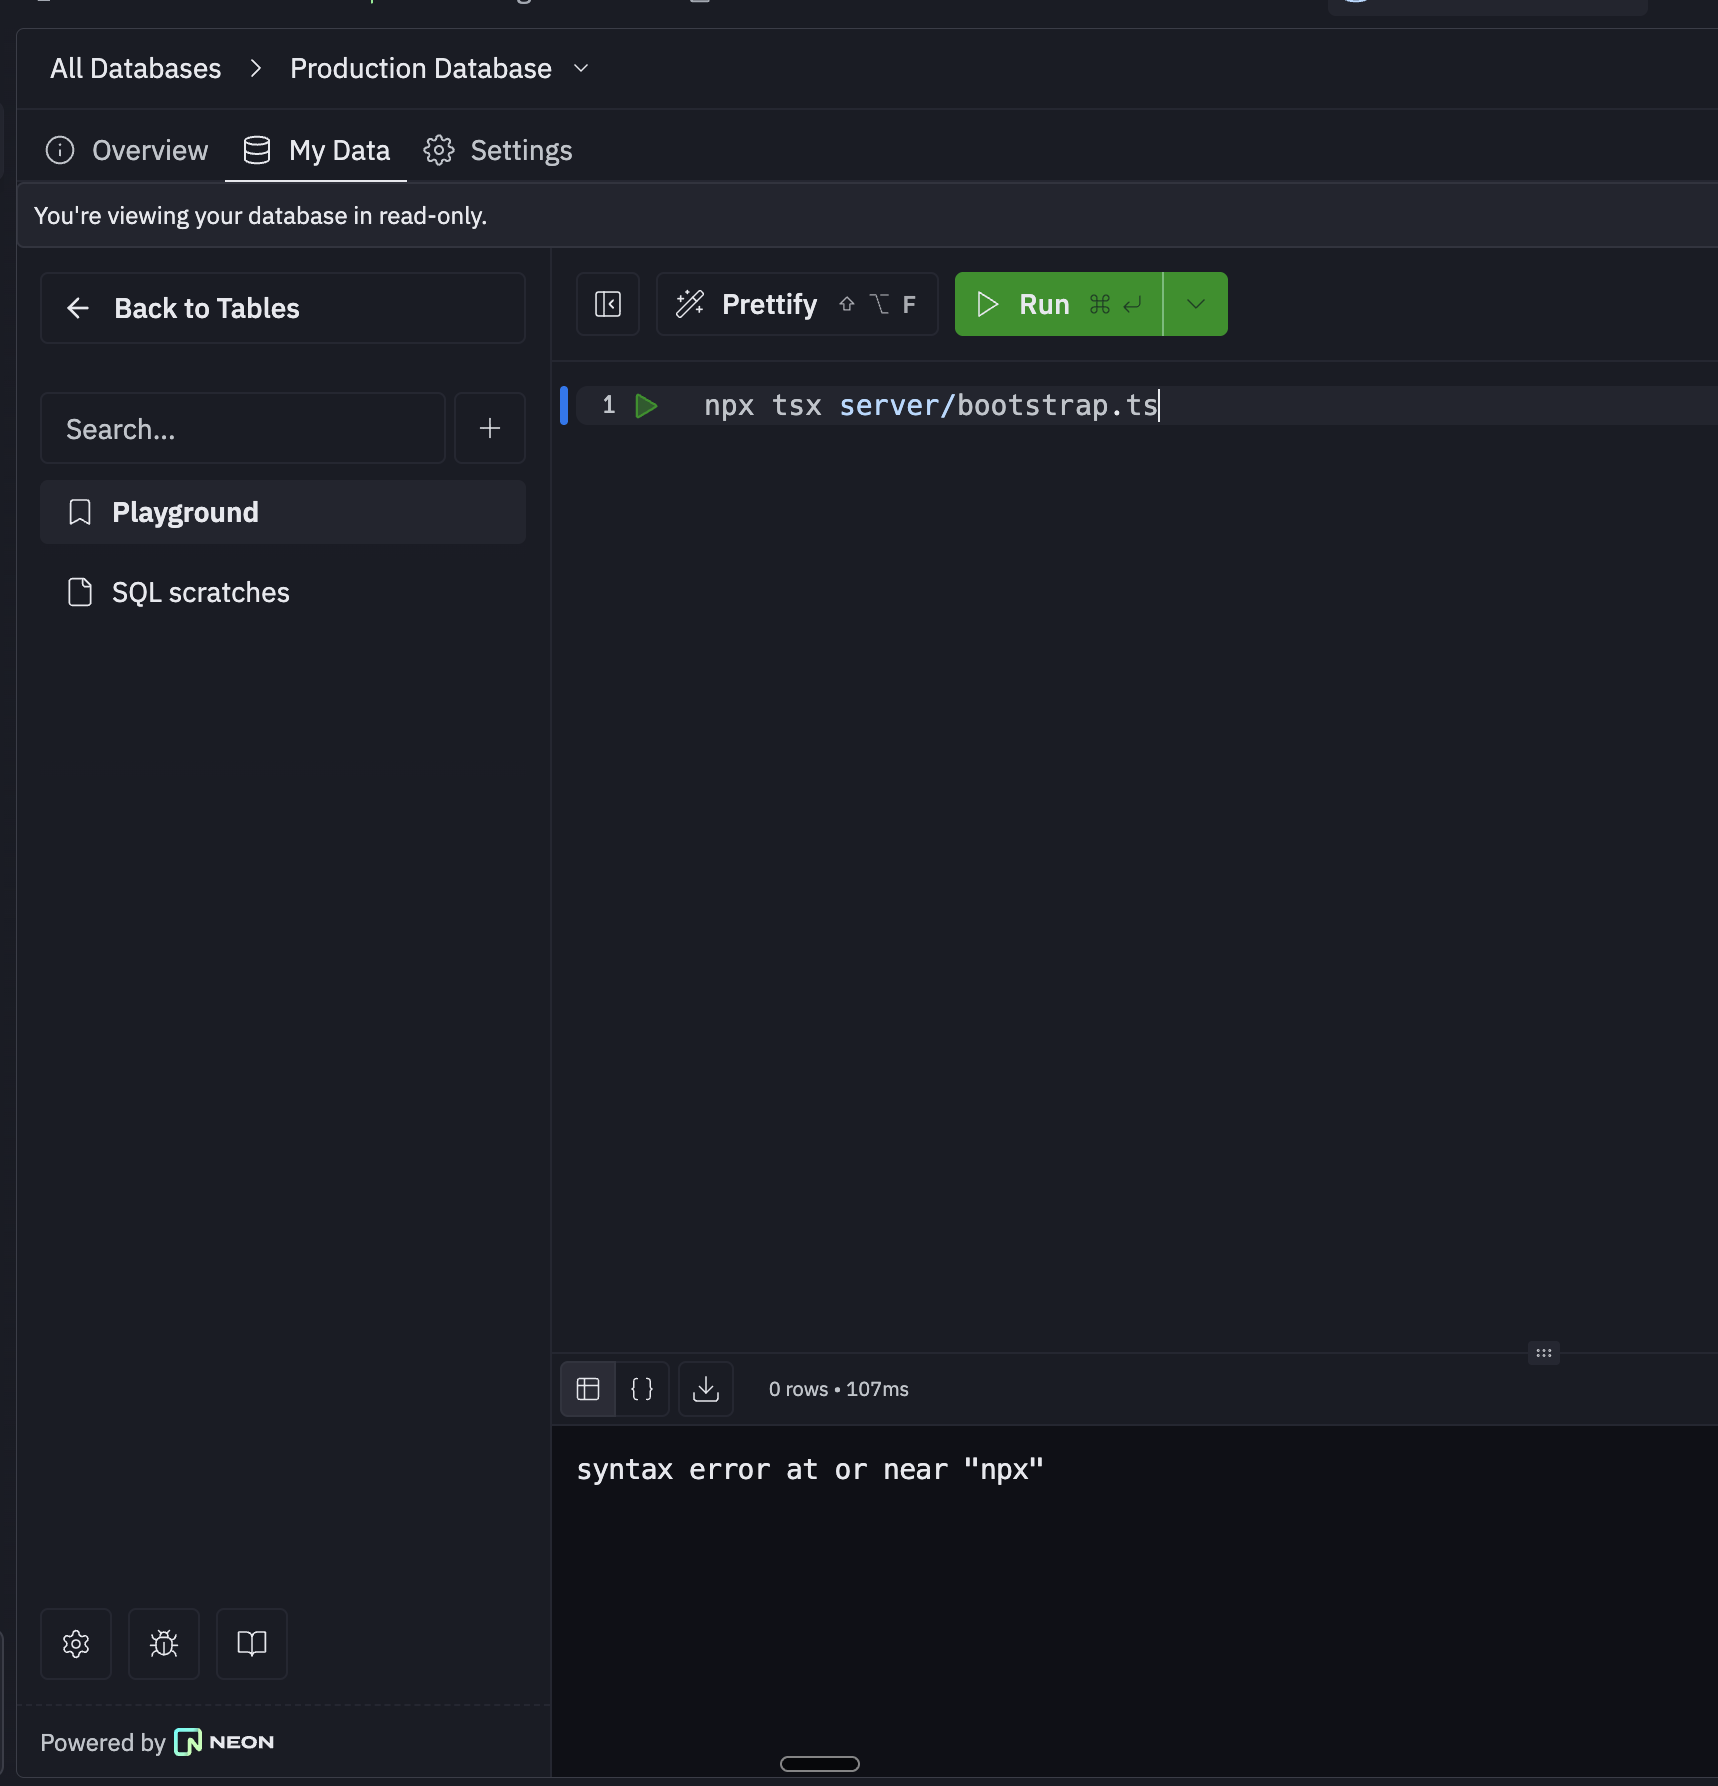 All Databases > Production Database
Overview My Data Settings
You're viewing your database in read-only.
Back to Tables
Prettify ⇧ ⌥ F Run ⌘ ↵
Search...
+
1 npx tsx server/bootstrap.ts
Playground
SQL scratches
{} 0 rows • 107ms
syntax error at or near "npx"
Powered by NEON